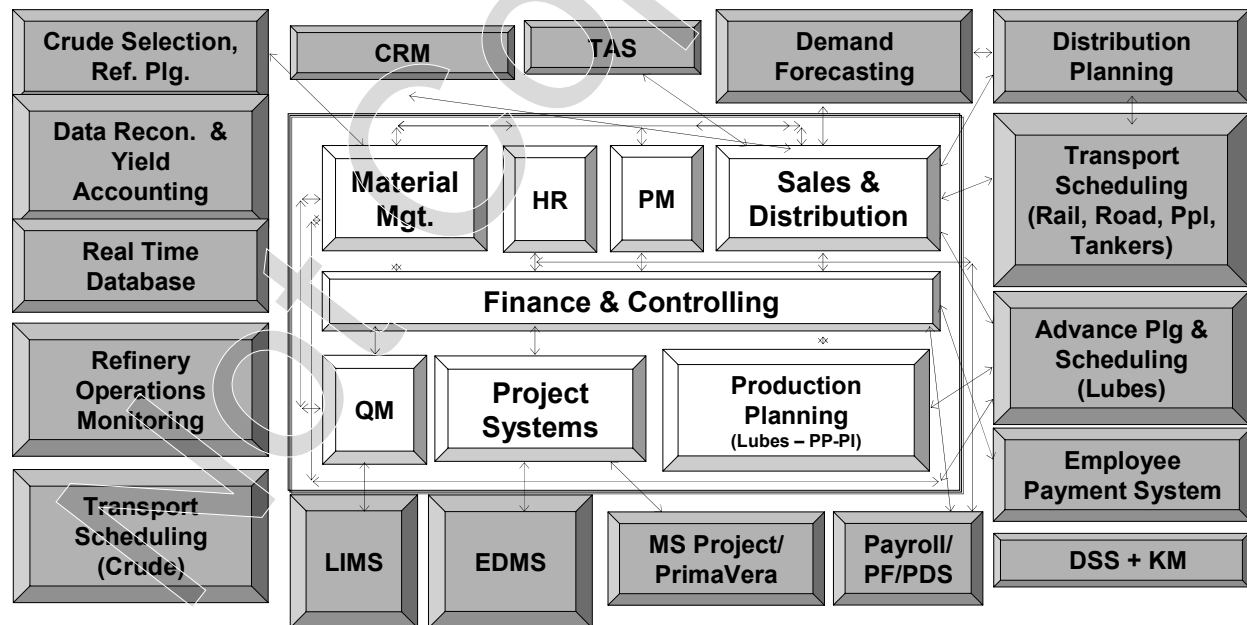 Crude Selection,
Ref. Plg.
CRM
TAS
Demand
Forecasting
Distribution
Planning
Data Recon. &
Yield
Accounting
Real Time
Database
Refinery
Operations
Monitoring
Transport
Scheduling
(Crude)
Material
Mgt.
HR
PM
Sales &
Distribution
Finance & Controlling
QM
Project
Systems
Production
Planning
(Lubes – PP-PI)
Transport
Scheduling
(Rail, Road, Ppl,
Tankers)
Advance Plg &
Scheduling
(Lubes)
Employee
Payment System
LIMS
EDMS
MS Project/
PrimaVera
Payroll/
PF/PDS
DSS + KM
Not Co